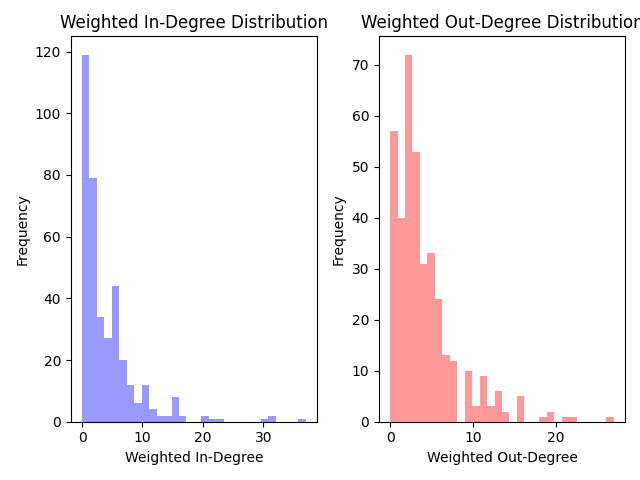 Weighted In-Degree Distribution
Frequency
120
100
80
60
40
20
0
0 10 20 30
Weighted In-Degree
Weighted Out-Degree Distribution
Frequency
70
60
50
40
30
20
10
0
0 10 20
Weighted Out-Degree